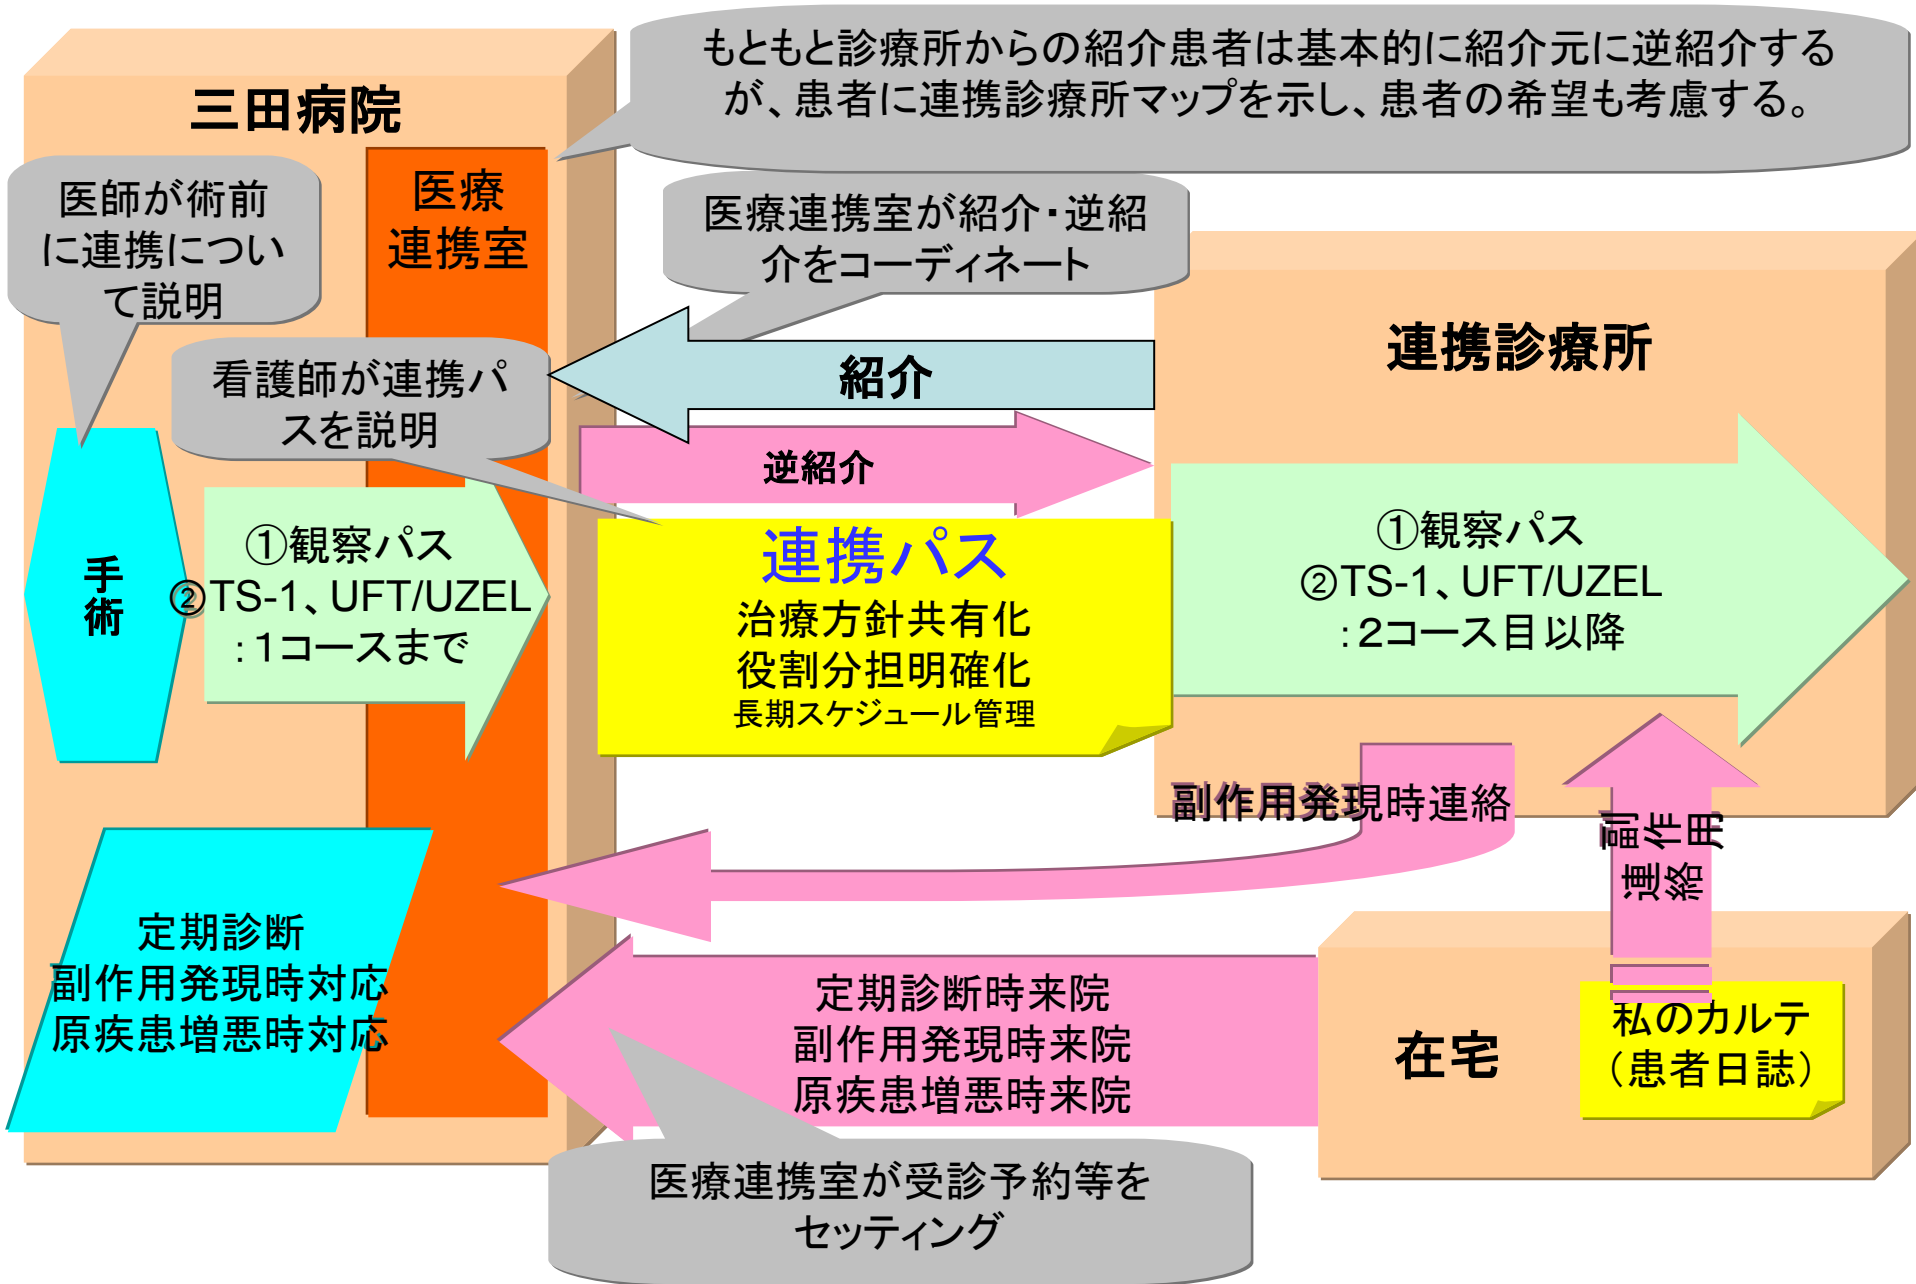 もともと診療所からの紹介患者は基本的に紹介元に逆紹介する
が、患者に連携診療所マップを示し、患者の希望も考慮する。
三田病院
医療
連携室
医師が術前
に連携につい
て説明
医療連携室が紹介・逆紹
介をコーディネート
連携診療所
紹介
看護師が連携パ
スを説明
逆紹介
手術
①観察パス
②TS-1、UFT/UZEL
：1コースまで
連携パス
治療方針共有化
役割分担明確化
長期スケジュール管理
①観察パス
②TS-1、UFT/UZEL
：2コース目以降
副作用発現時連絡
副作用
連絡
定期診断
副作用発現時対応
原疾患増悪時対応
定期診断時来院
副作用発現時来院
原疾患増悪時来院
在宅
私のカルテ
（患者日誌）
医療連携室が受診予約等を
セッティング